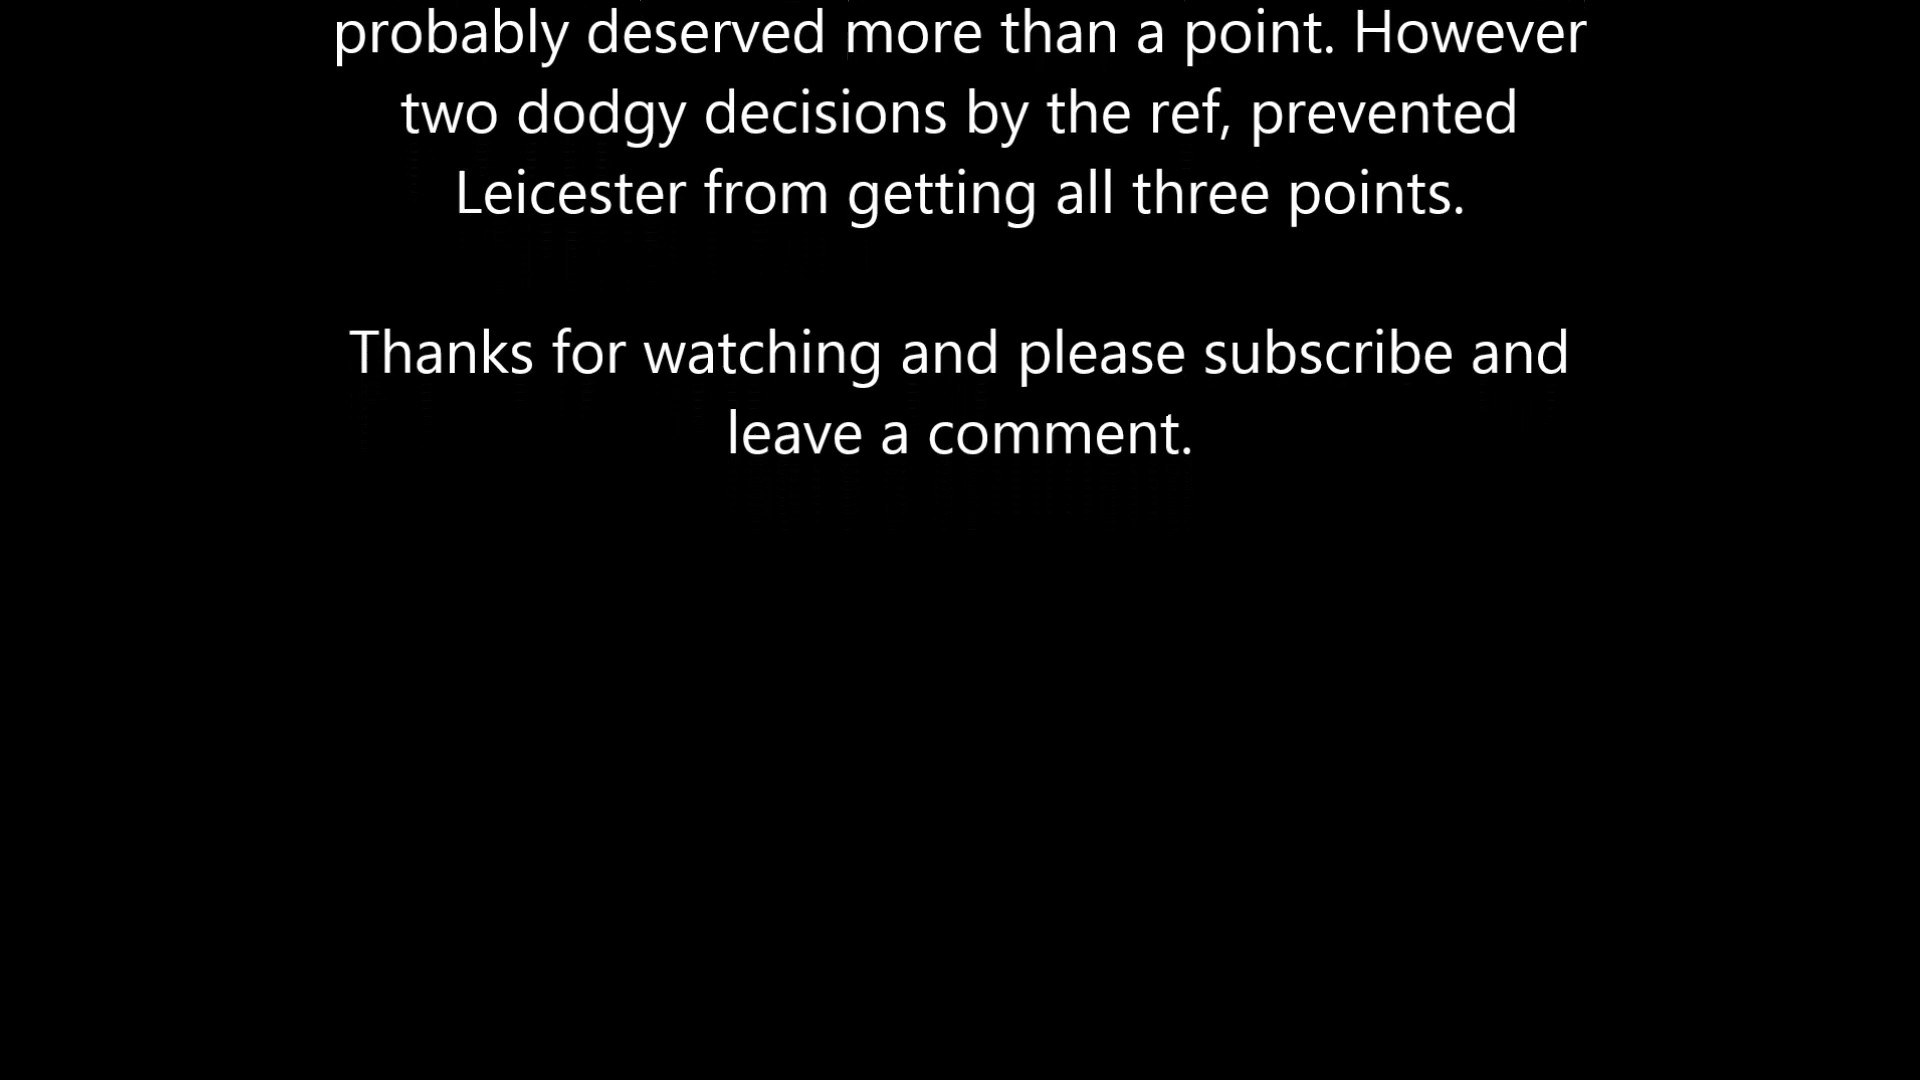 probably deserved more than a point. However
two dodgy decisions by the ref, prevented
Leicester from getting all three points.
Thanks for watching and please subscribe and
leave a comment.